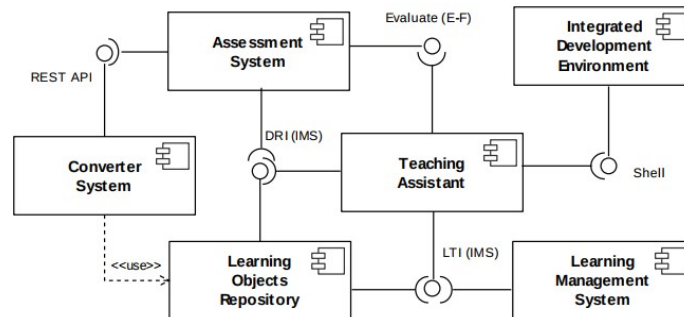 Assessment
System
Evaluate (E-F)
Integrated
Development
Environment
REST API
DRI (IMS)
Converter
System
Teaching
Assistant
Shell
<<use>>
Learning
Objects
Repository
LTI (IMS)
Learning
Management
System